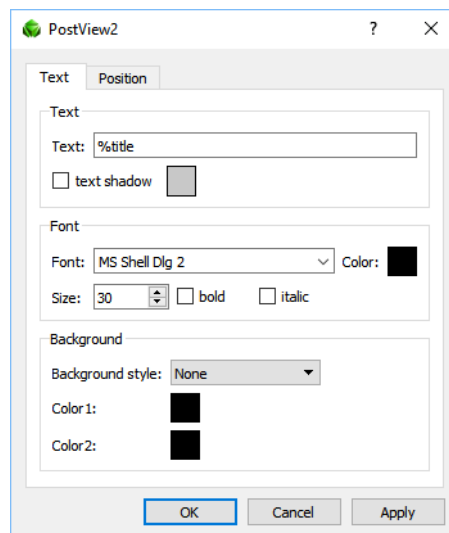 PostView2 ?
Text Position
Text
Text: %title
text shadow
Font
Font: MS Shell Dlg 2 Color:
Size: 30 bold italic
Background
Background style: None
Color1:
Color2:
OK Cancel Apply